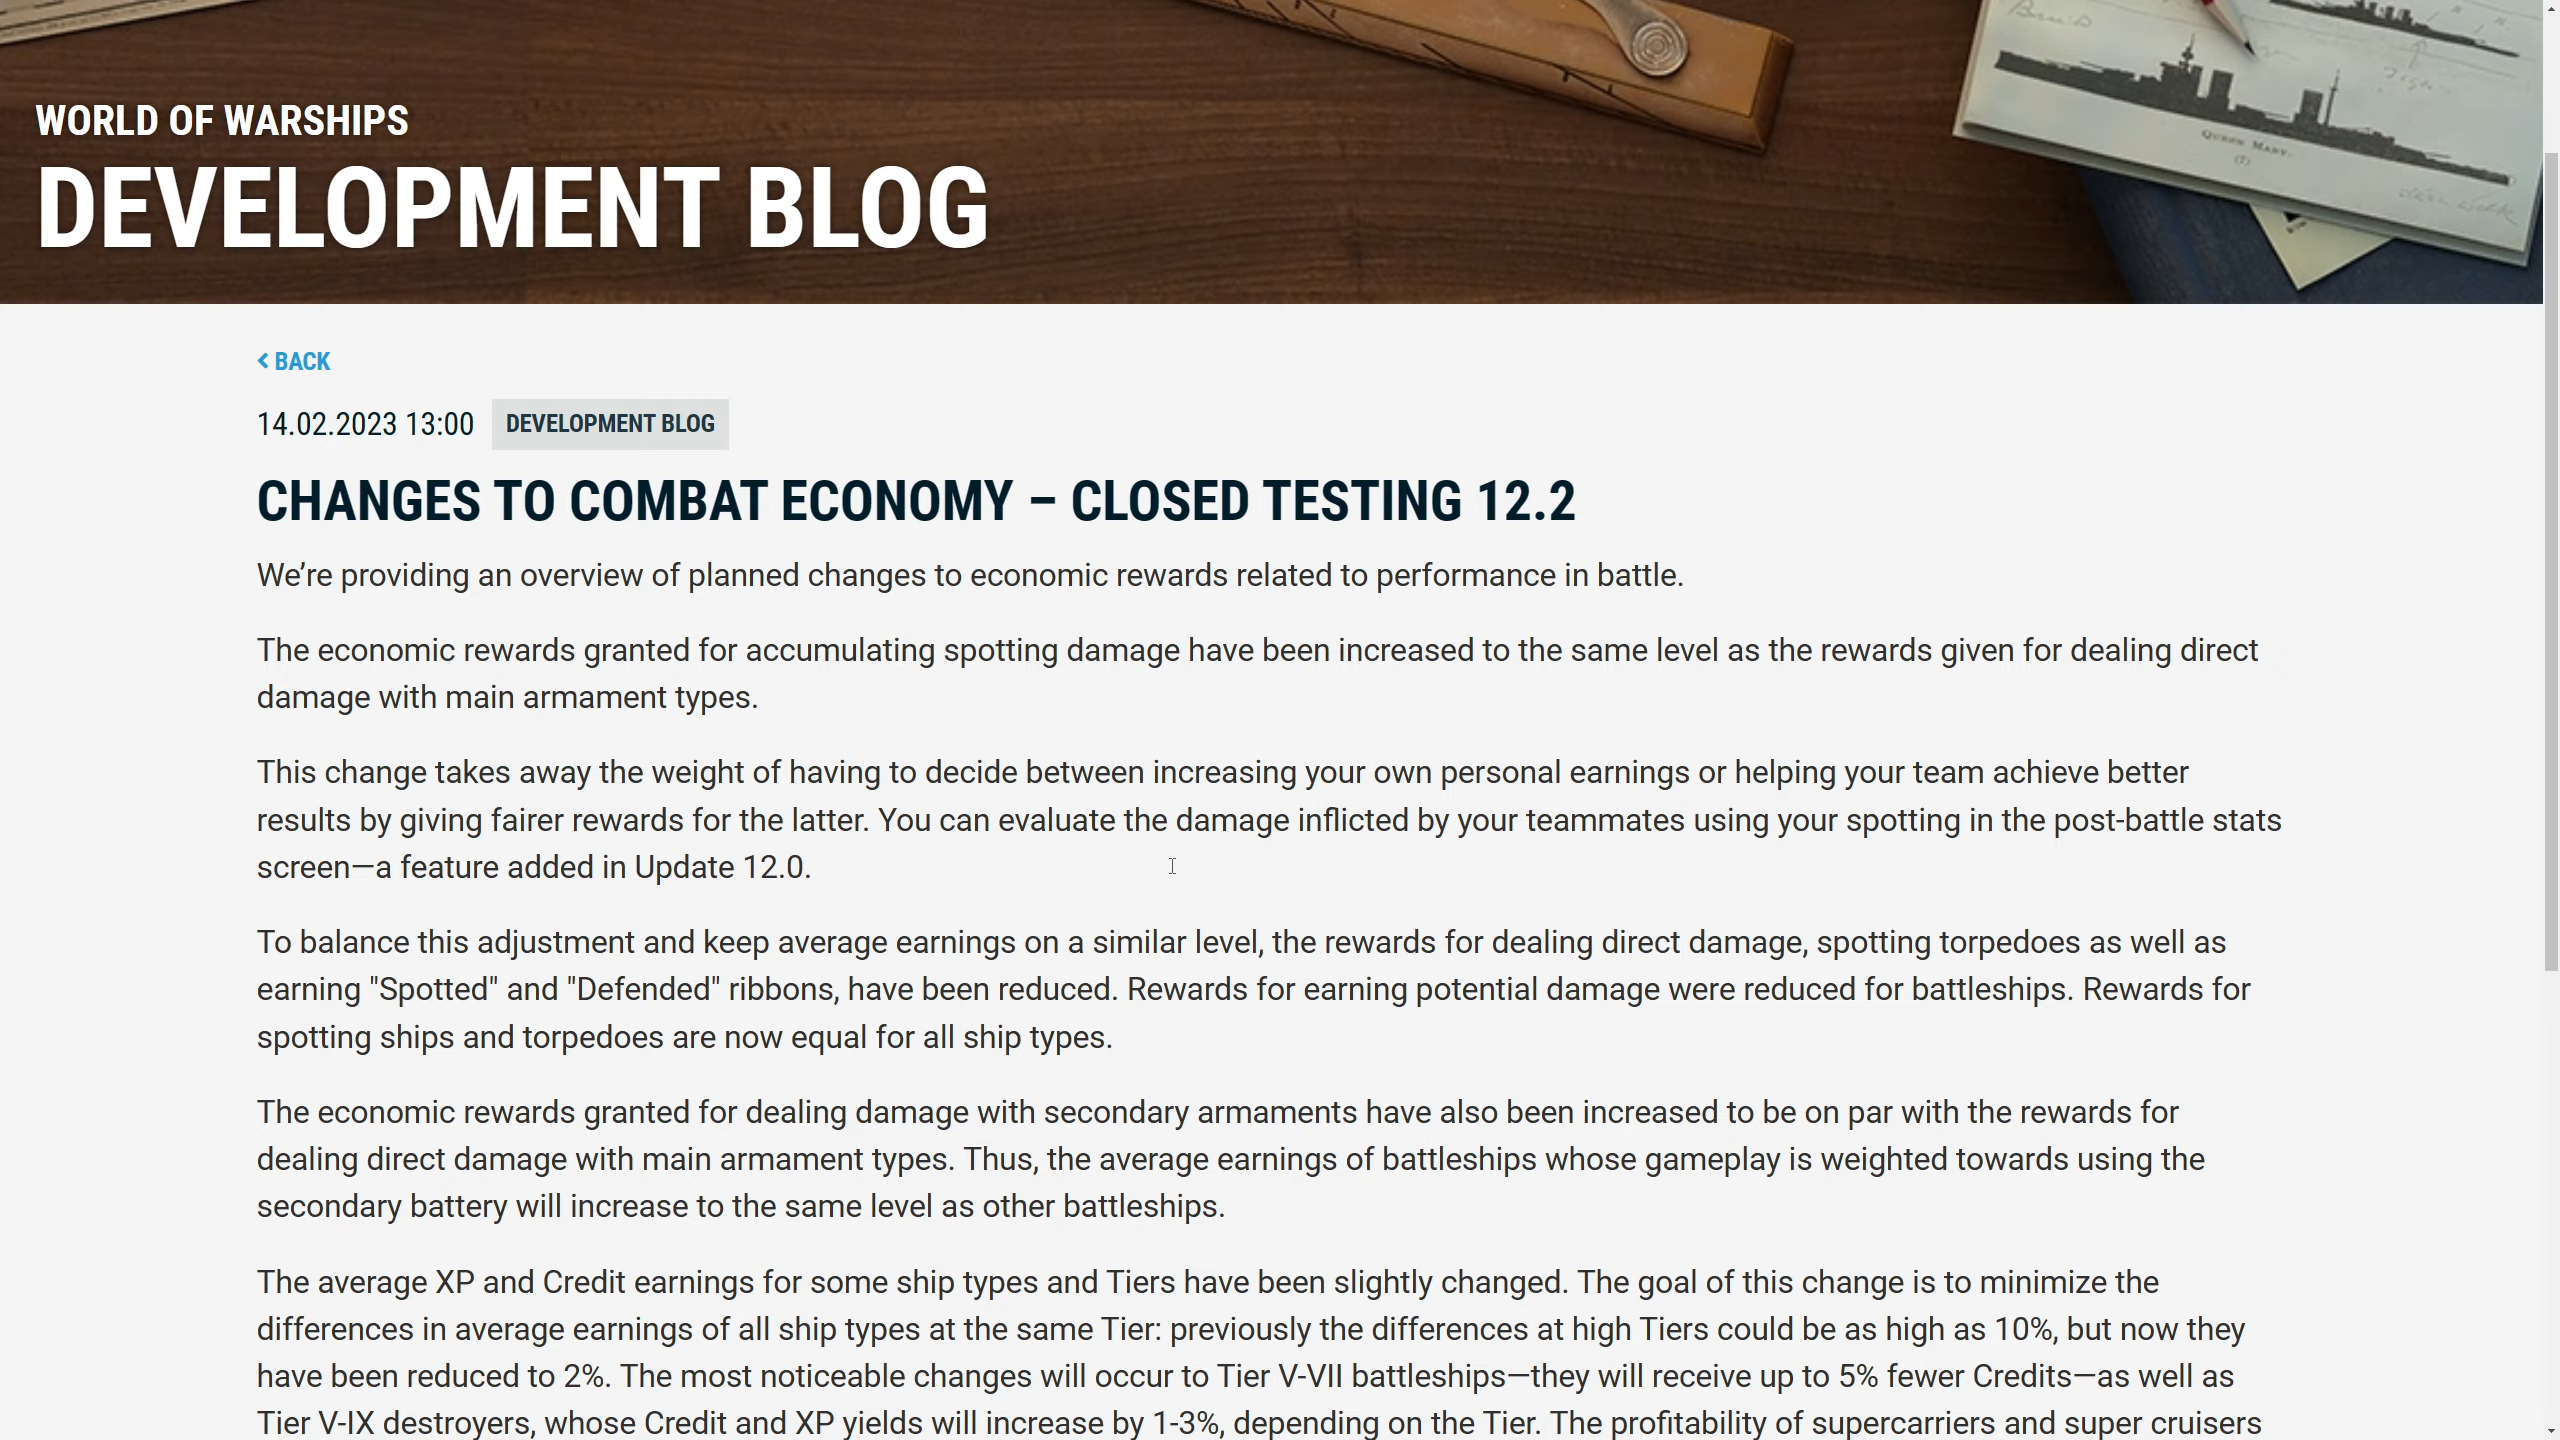 WORLD OF WARSHIPS
DEVELOPMENT BLOG
QUEEN MARY.
(7)
BACK
14.02.2023 13:00 DEVELOPMENT BLOG
CHANGES TO COMBAT ECONOMY – CLOSED TESTING 12.2
We’re providing an overview of planned changes to economic rewards related to performance in battle.
The economic rewards granted for accumulating spotting damage have been increased to the same level as the rewards given for dealing direct
damage with main armament types.
This change takes away the weight of having to decide between increasing your own personal earnings or helping your team achieve better
results by giving fairer rewards for the latter. You can evaluate the damage inflicted by your teammates using your spotting in the post-battle stats
screen—a feature added in Update 12.0.
To balance this adjustment and keep average earnings on a similar level, the rewards for dealing direct damage, spotting torpedoes as well as
earning "Spotted" and "Defended" ribbons, have been reduced. Rewards for earning potential damage were reduced for battleships. Rewards for
spotting ships and torpedoes are now equal for all ship types.
The economic rewards granted for dealing damage with secondary armaments have also been increased to be on par with the rewards for
dealing direct damage with main armament types. Thus, the average earnings of battleships whose gameplay is weighted towards using the
secondary battery will increase to the same level as other battleships.
The average XP and Credit earnings for some ship types and Tiers have been slightly changed. The goal of this change is to minimize the
differences in average earnings of all ship types at the same Tier: previously the differences at high Tiers could be as high as 10%, but now they
have been reduced to 2%. The most noticeable changes will occur to Tier V-VII battleships—they will receive up to 5% fewer Credits—as well as
Tier V-IX destroyers, whose Credit and XP yields will increase by 1-3%, depending on the Tier. The profitability of supercarriers and super cruisers